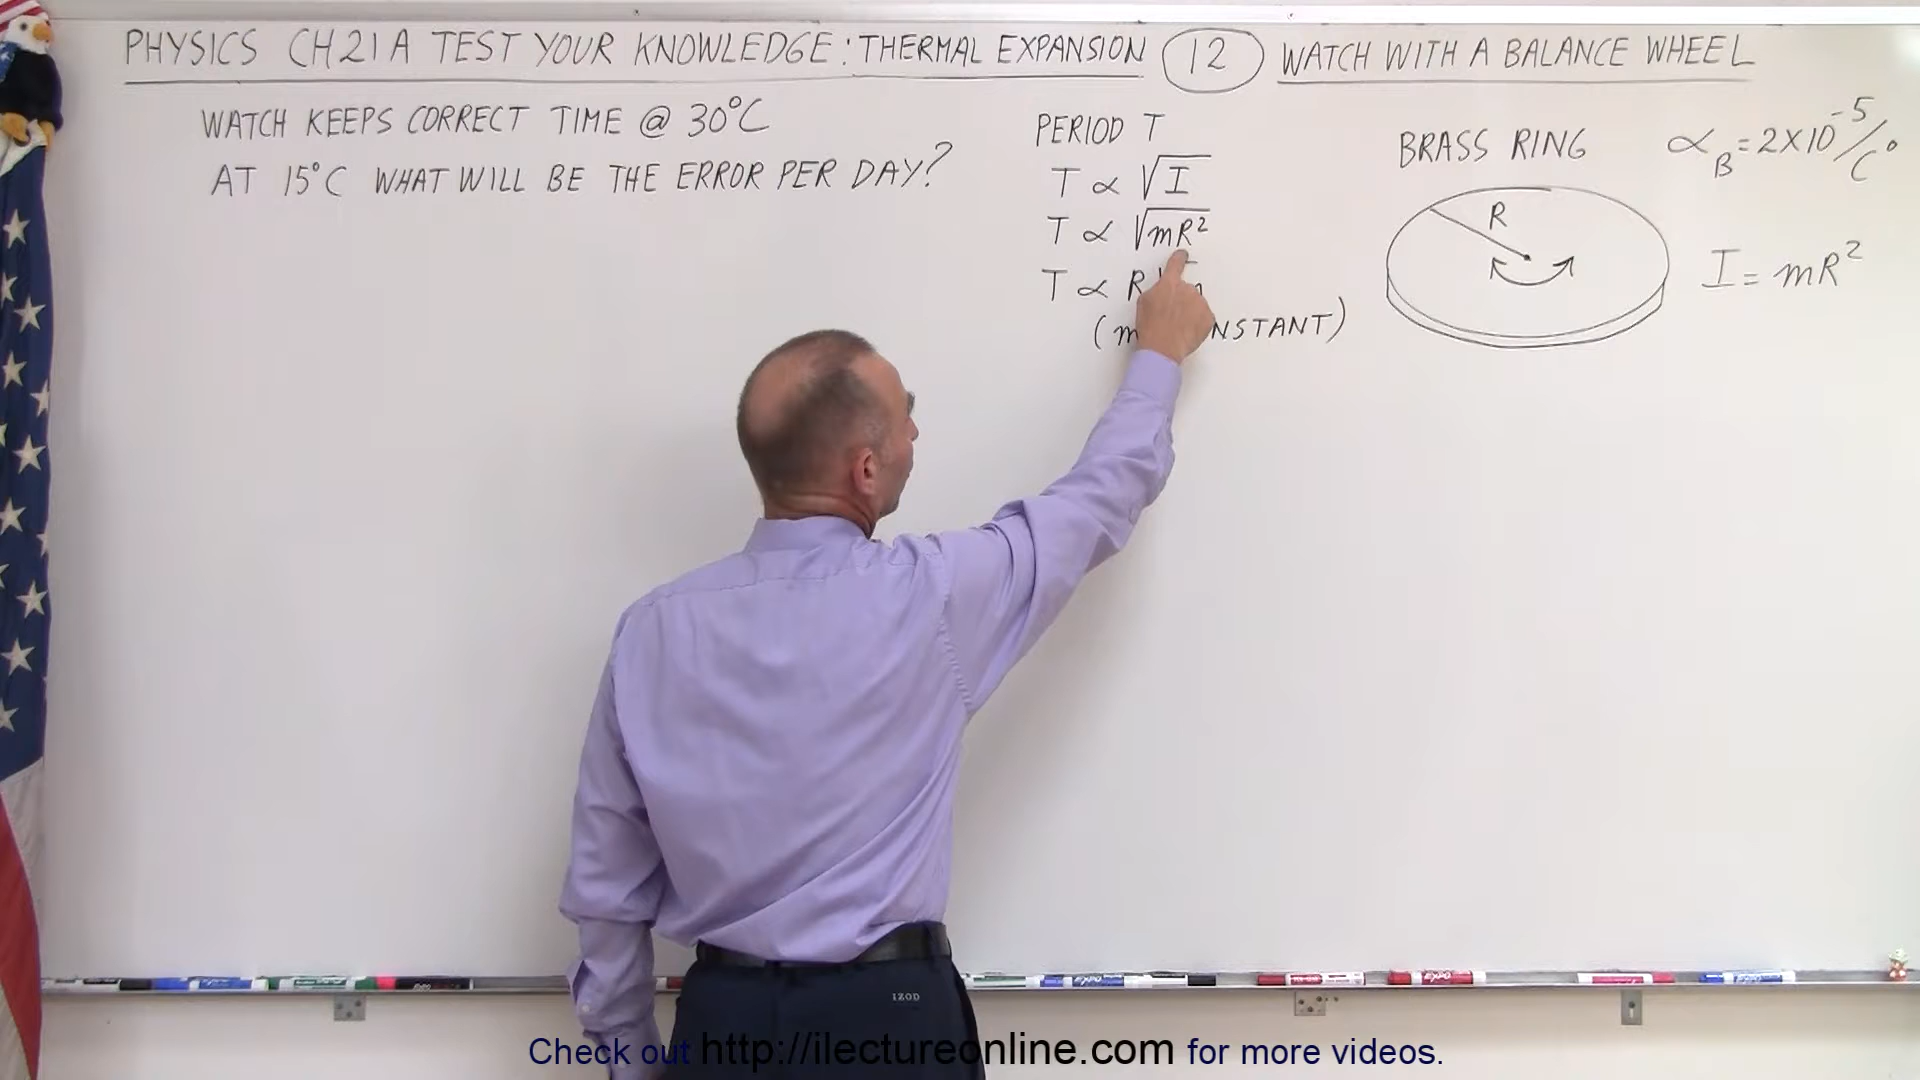 PHYSICS CH21A TEST YOUR KNOWLEDGE: THERMAL EXPANSION 12 WATCH WITH A BALANCE WHEEL
WATCH KEEPS CORRECT TIME @ 30°C
AT 15°C WHAT WILL BE THE ERROR PER DAY?
PERIOD T
T ∝ √I
T ∝ √mR²
T ∝ R
(m NSTANT)
BRASS RING
α_B = 2X10⁻⁵/C°
R
I = mR²
IZOD
Check out http://ilectureonline.com for more videos.